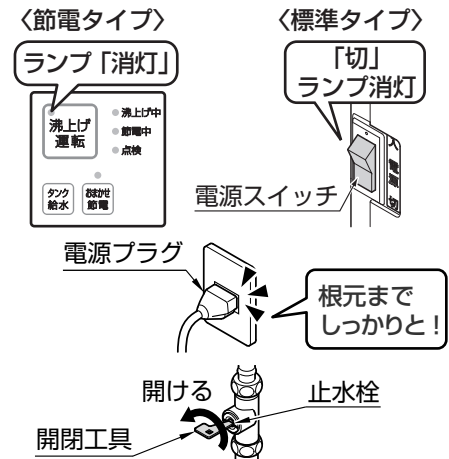 〈節電タイプ〉
ランプ「消灯」
沸上げ
運転
沸上げ中
節電中
点検
タンク
給水
おまかせ
節電
〈標準タイプ〉
「切」
ランプ消灯
入
電源
切
電源スイッチ
電源プラグ
根元まで
しっかりと!
開ける
止水栓
開閉工具